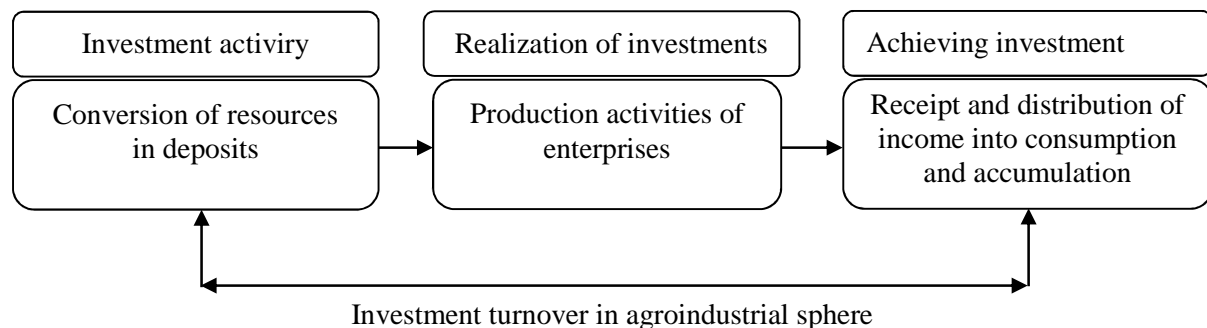 Investment activiry
Conversion of resources
in deposits
Realization of investments
Production activities of
enterprises
Achieving investment
Receipt and distribution of
income into consumption
and accumulation
Investment turnover in agroindustrial sphere